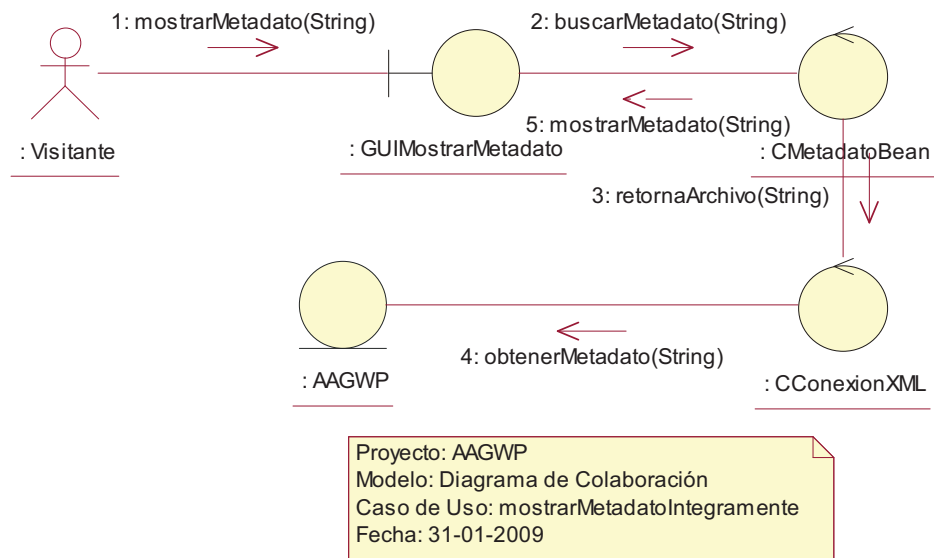 1: mostrarMetadato(String)
2: buscarMetadato(String)
5: mostrarMetadato(String)
: Visitante
: GUIMostrarMetadato
: CMetadatoBean
3: retornaArchivo(String)
4: obtenerMetadato(String)
: AAGWP
: CConexionXML
Proyecto: AAGWP
Modelo: Diagrama de Colaboración
Caso de Uso: mostrarMetadatoIntegramente
Fecha: 31-01-2009